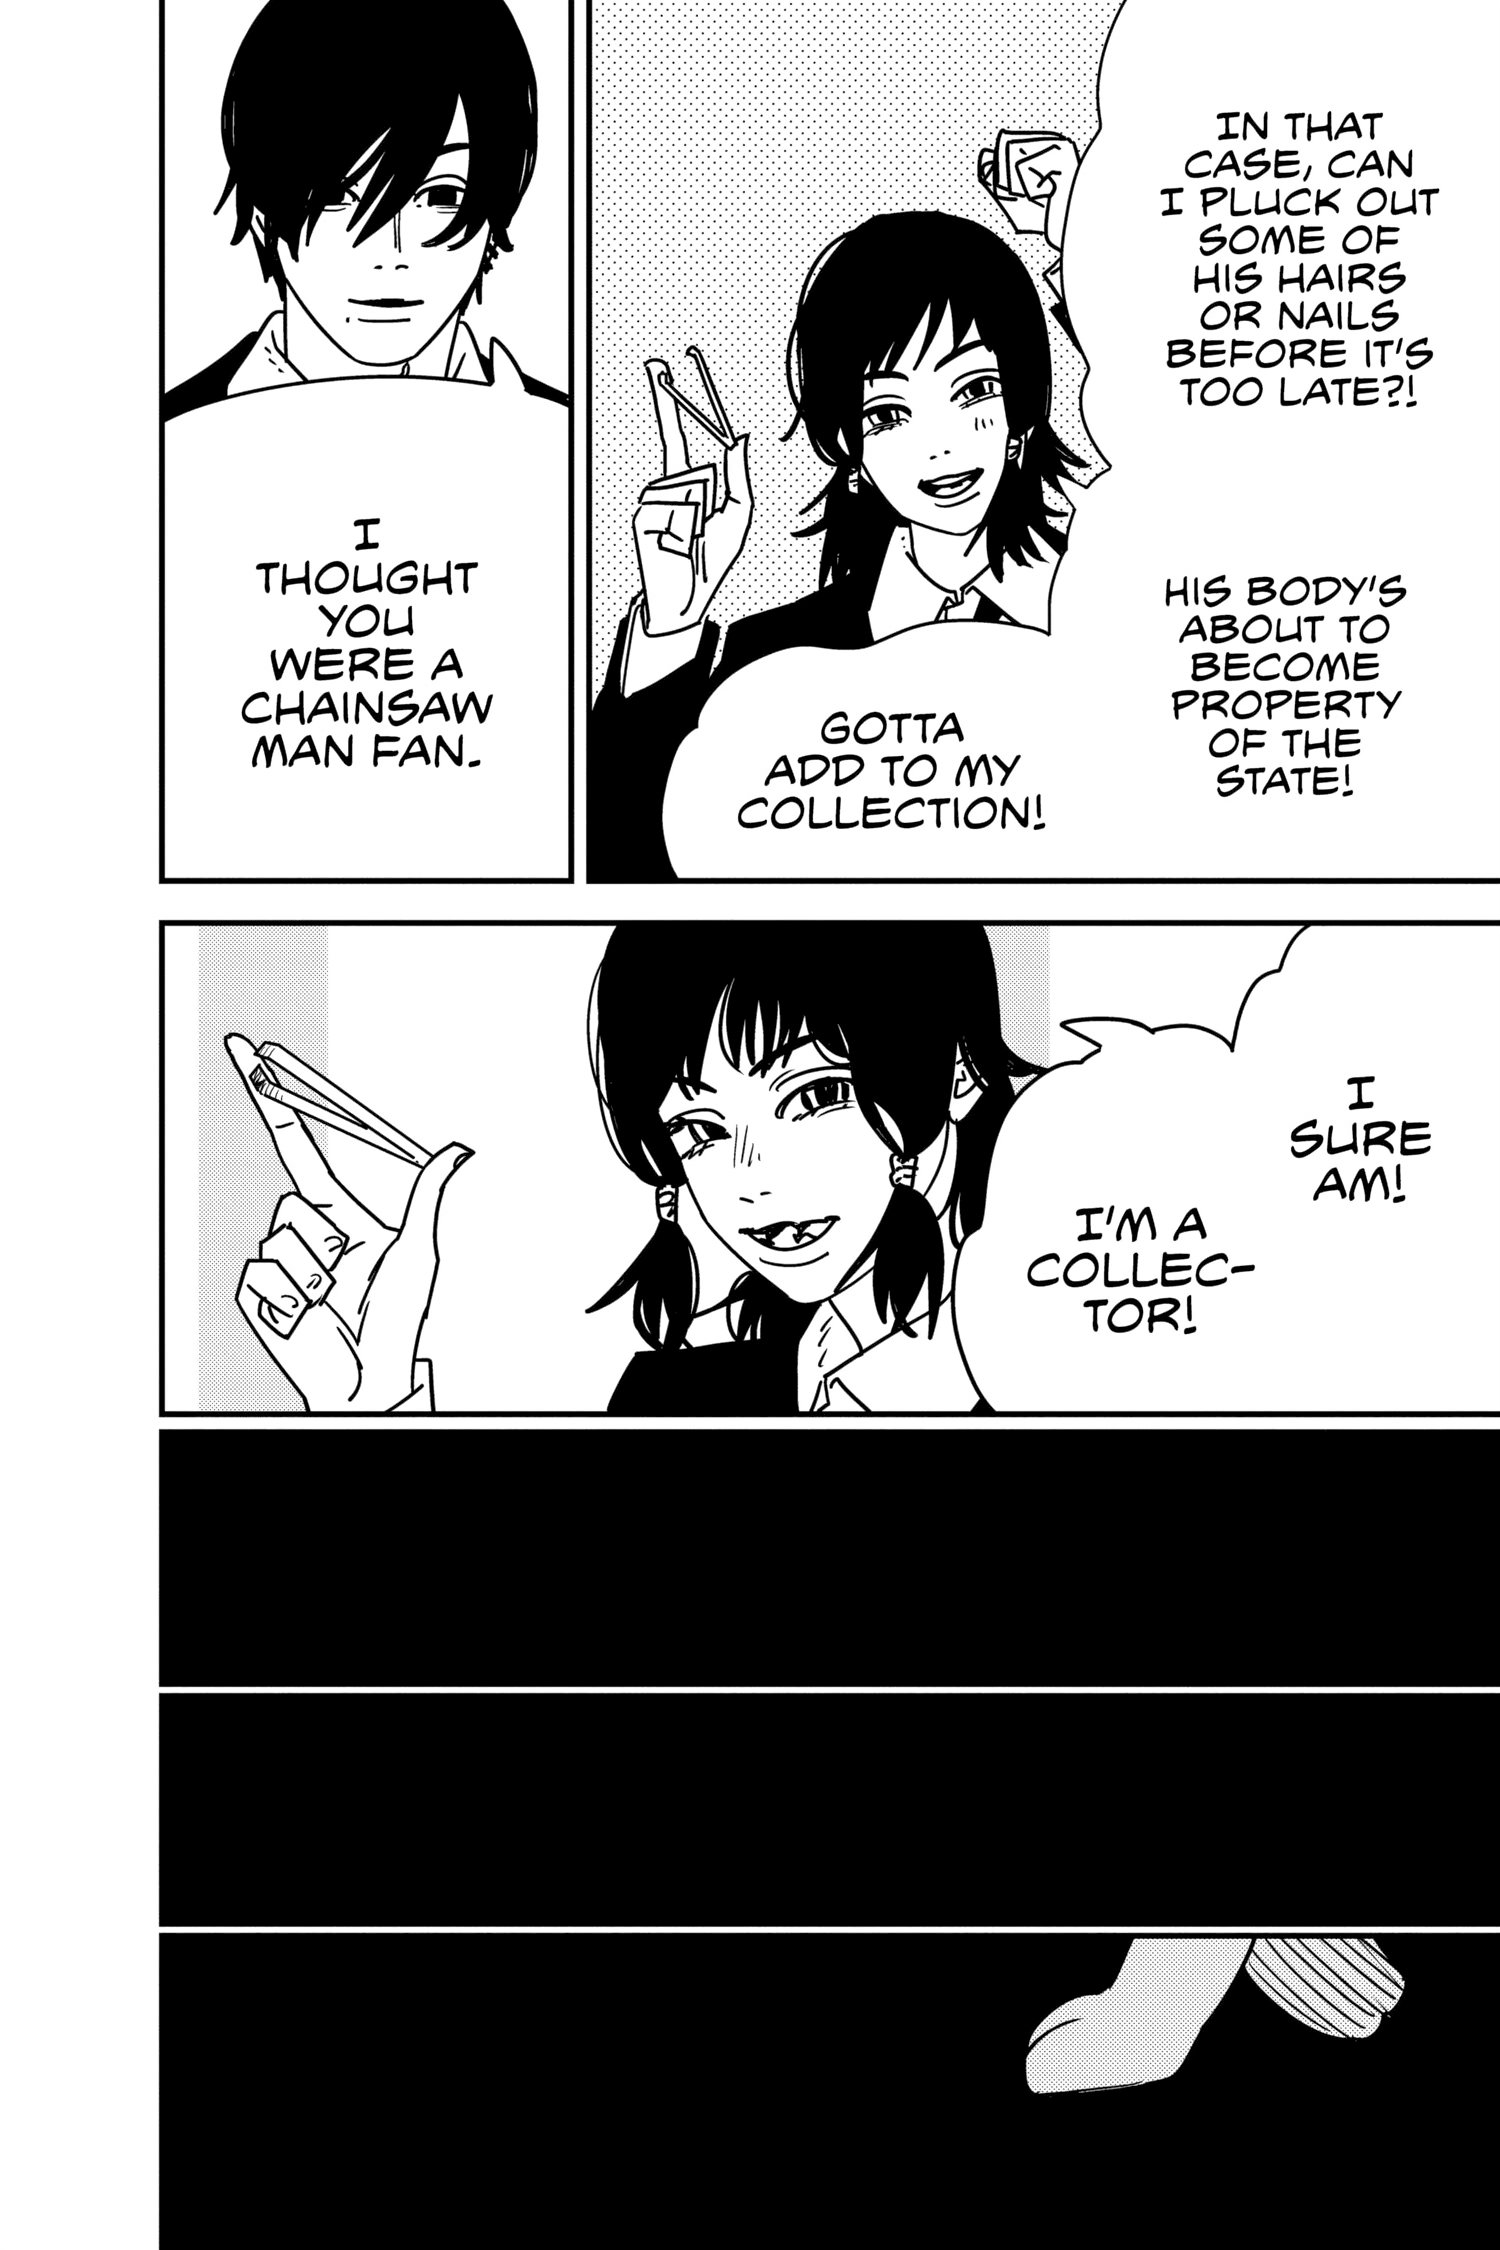 IN THAT
CASE, CAN
I PLUCK OUT
SOME OF
HIS HAIRS
OR NAILS
BEFORE IT'S
TOO LATE?!
HIS BODY'S
ABOUT TO
BECOME
PROPERTY
OF THE
STATE!
GOTTA
ADD TO MY
COLLECTION!
I
THOUGHT
YOU
WERE A
CHAINSAW
MAN FAN.
I
SURE
AM!
I'M A
COLLEC-
TOR!